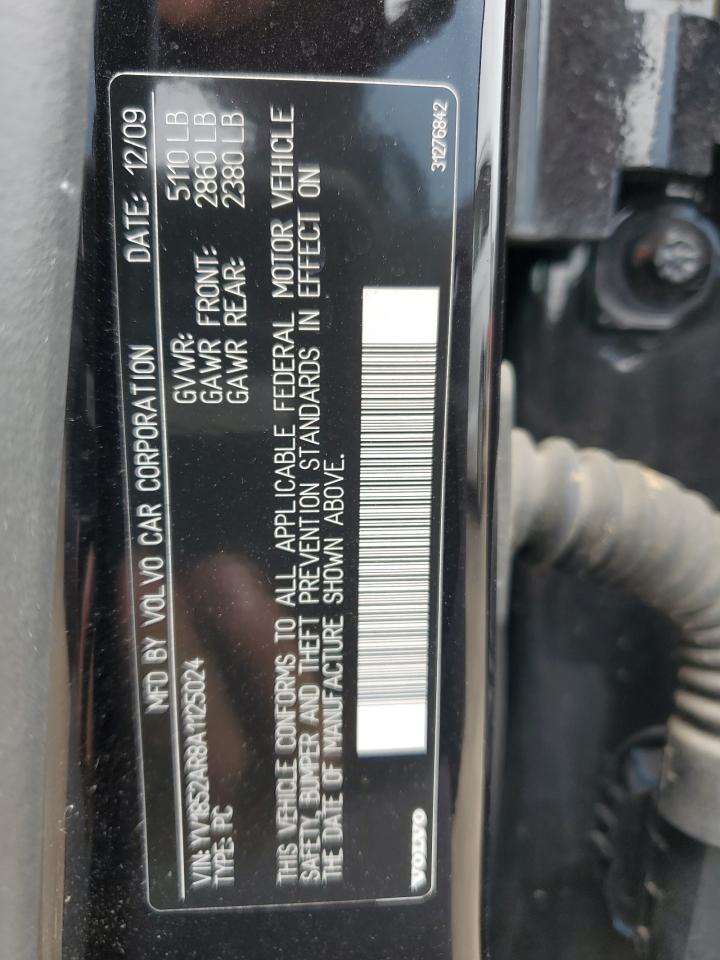 MFD BY VOLVO CAR CORPORATION DATE: 12/09
VIN: YV1852AR8A1125024 GVWR: 5110 LB
TYPE: PC GAWR FRONT: 2860 LB
GAWR REAR: 2380 LB
THIS VEHICLE CONFORMS TO ALL APPLICABLE FEDERAL MOTOR VEHICLE
SAFETY, BUMPER AND THEFT PREVENTION STANDARDS IN EFFECT ON
THE DATE OF MANUFACTURE SHOWN ABOVE.
VOLVO 31276842